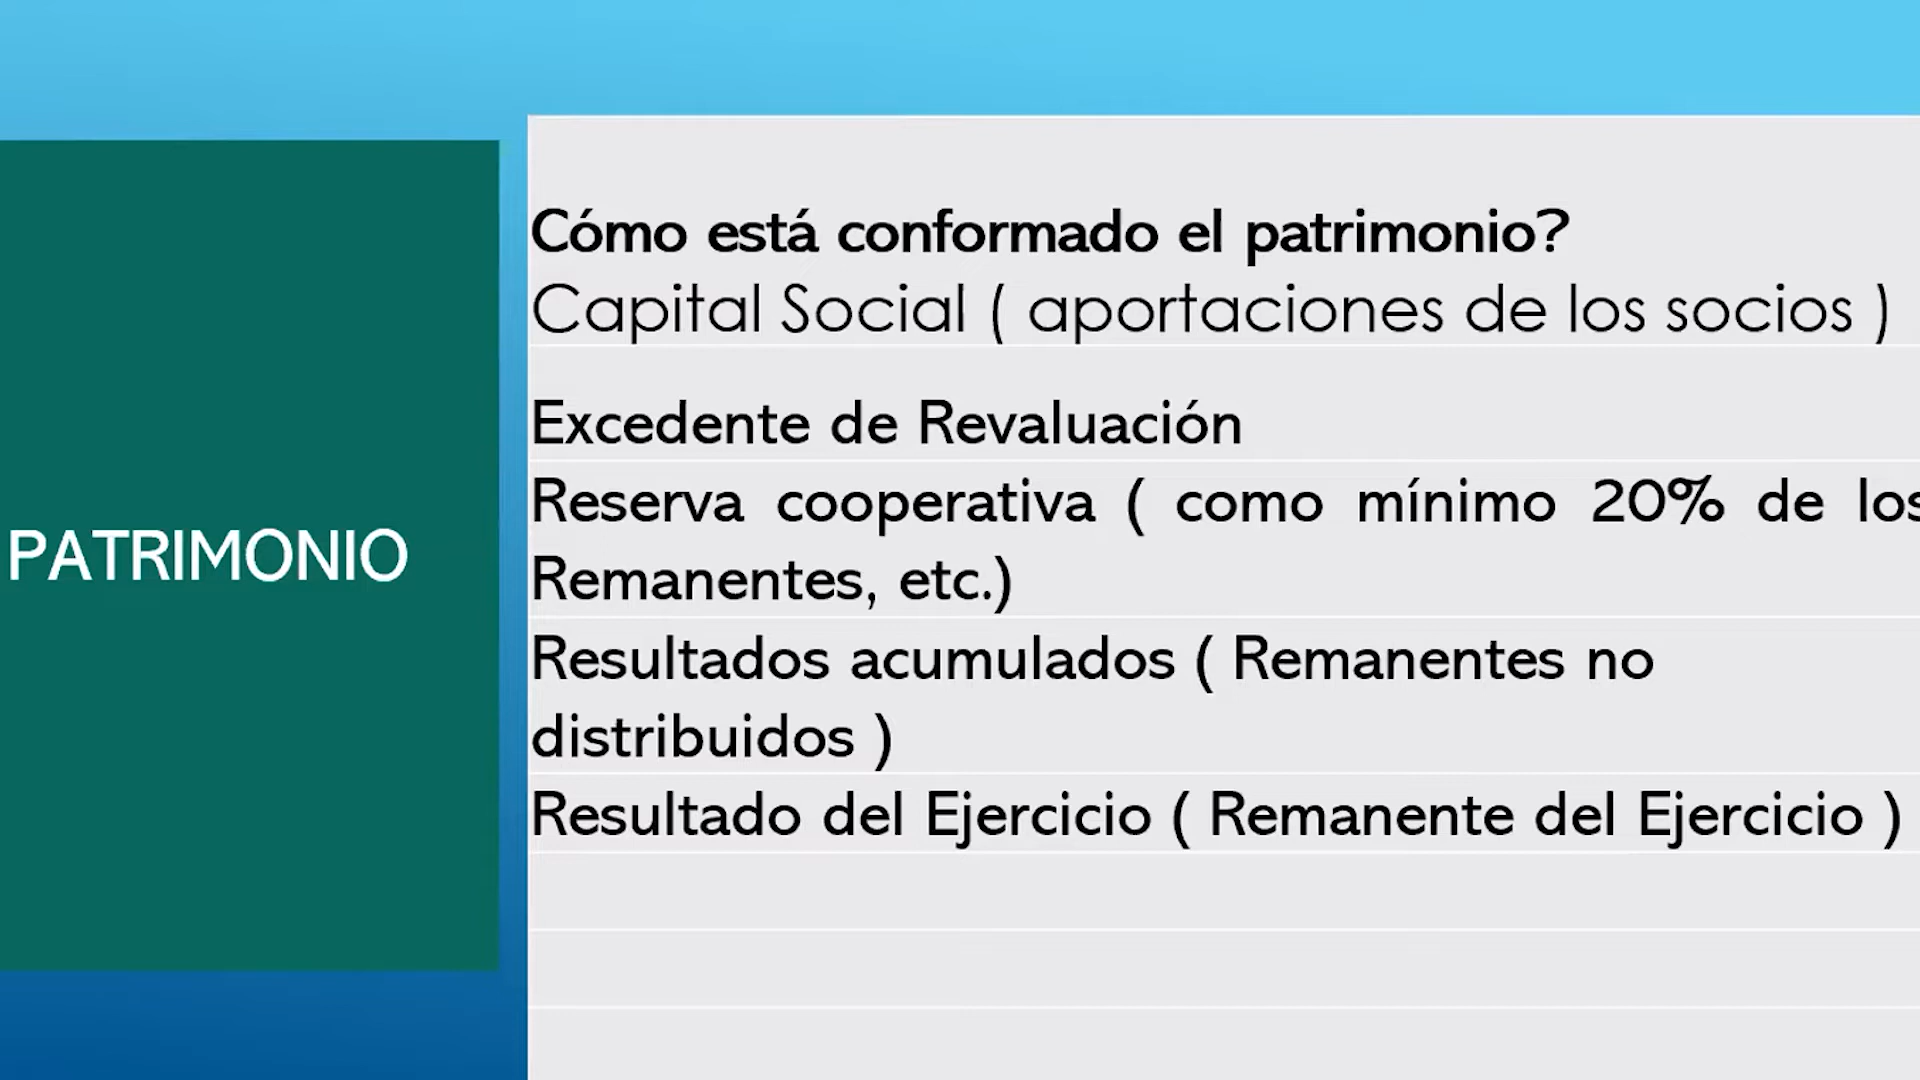 PATRIMONIO
Cómo está conformado el patrimonio?
Capital Social ( aportaciones de los socios )
Excedente de Revaluación
Reserva cooperativa ( como mínimo 20% de los
Remanentes, etc.)
Resultados acumulados ( Remanentes no
distribuidos )
Resultado del Ejercicio ( Remanente del Ejercicio )